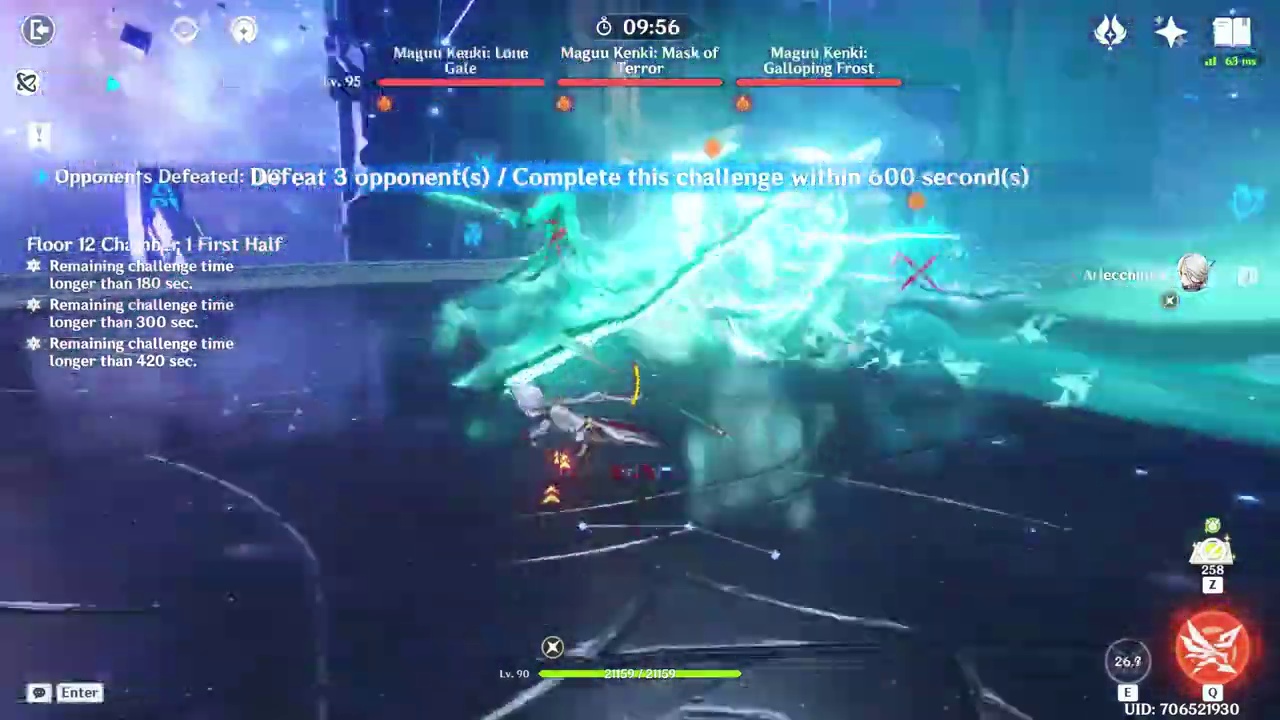 09:56
Maguu Kenki: Lone
Gale
Maguu Kenki: Mask of
Terror
Maguu Kenki:
Galloping Frost
63 ms
Lv. 95
Opponents Defeated:
Defeat 3 opponent(s) / Complete this challenge within 600 second(s)
Floor 12 Chamber 1 First Half
Remaining challenge time
longer than 180 sec.
Remaining challenge time
longer than 300 sec.
Remaining challenge time
longer than 420 sec.
Arlecchino
258
Z
26.?
E
Q
Lv. 90
21159 / 21159
Enter
UID: 706521930